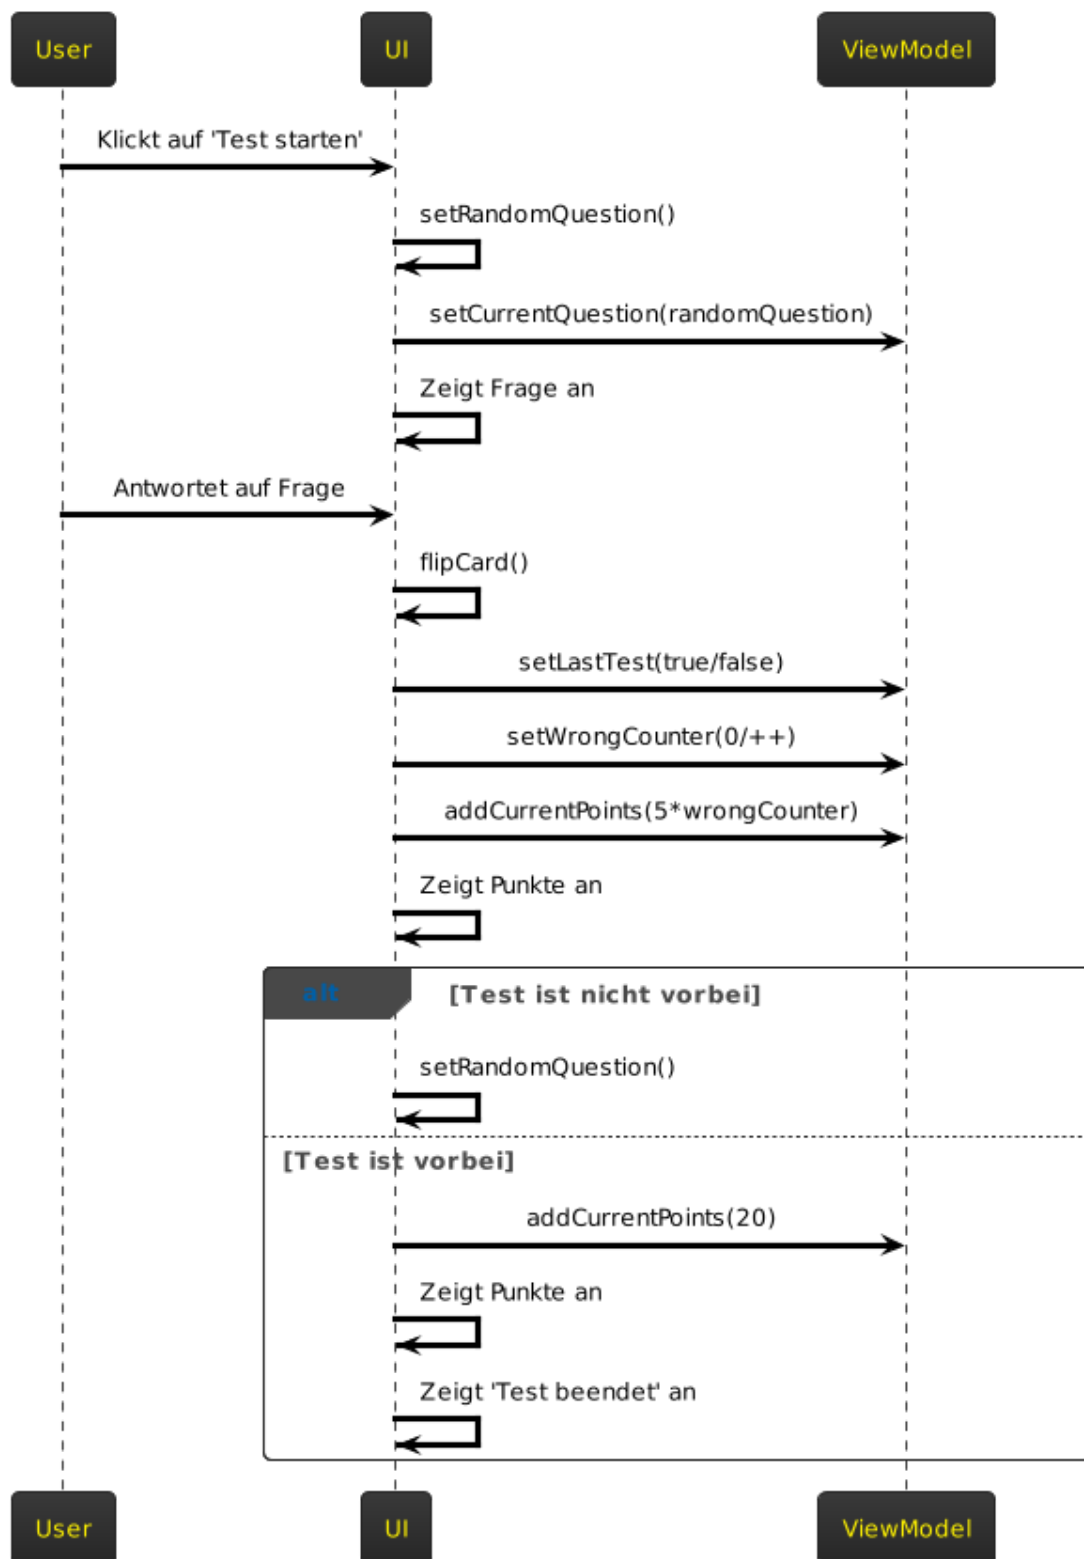 User UI ViewModel
Klickt auf 'Test starten'
setRandomQuestion()
setCurrentQuestion(randomQuestion)
Zeigt Frage an
Antwortet auf Frage
flipCard()
setLastTest(true/false)
setWrongCounter(0/++)
addCurrentPoints(5*wrongCounter)
Zeigt Punkte an
alt [Test ist nicht vorbei]
setRandomQuestion()
[Test ist vorbei]
addCurrentPoints(20)
Zeigt Punkte an
Zeigt 'Test beendet' an
User UI ViewModel